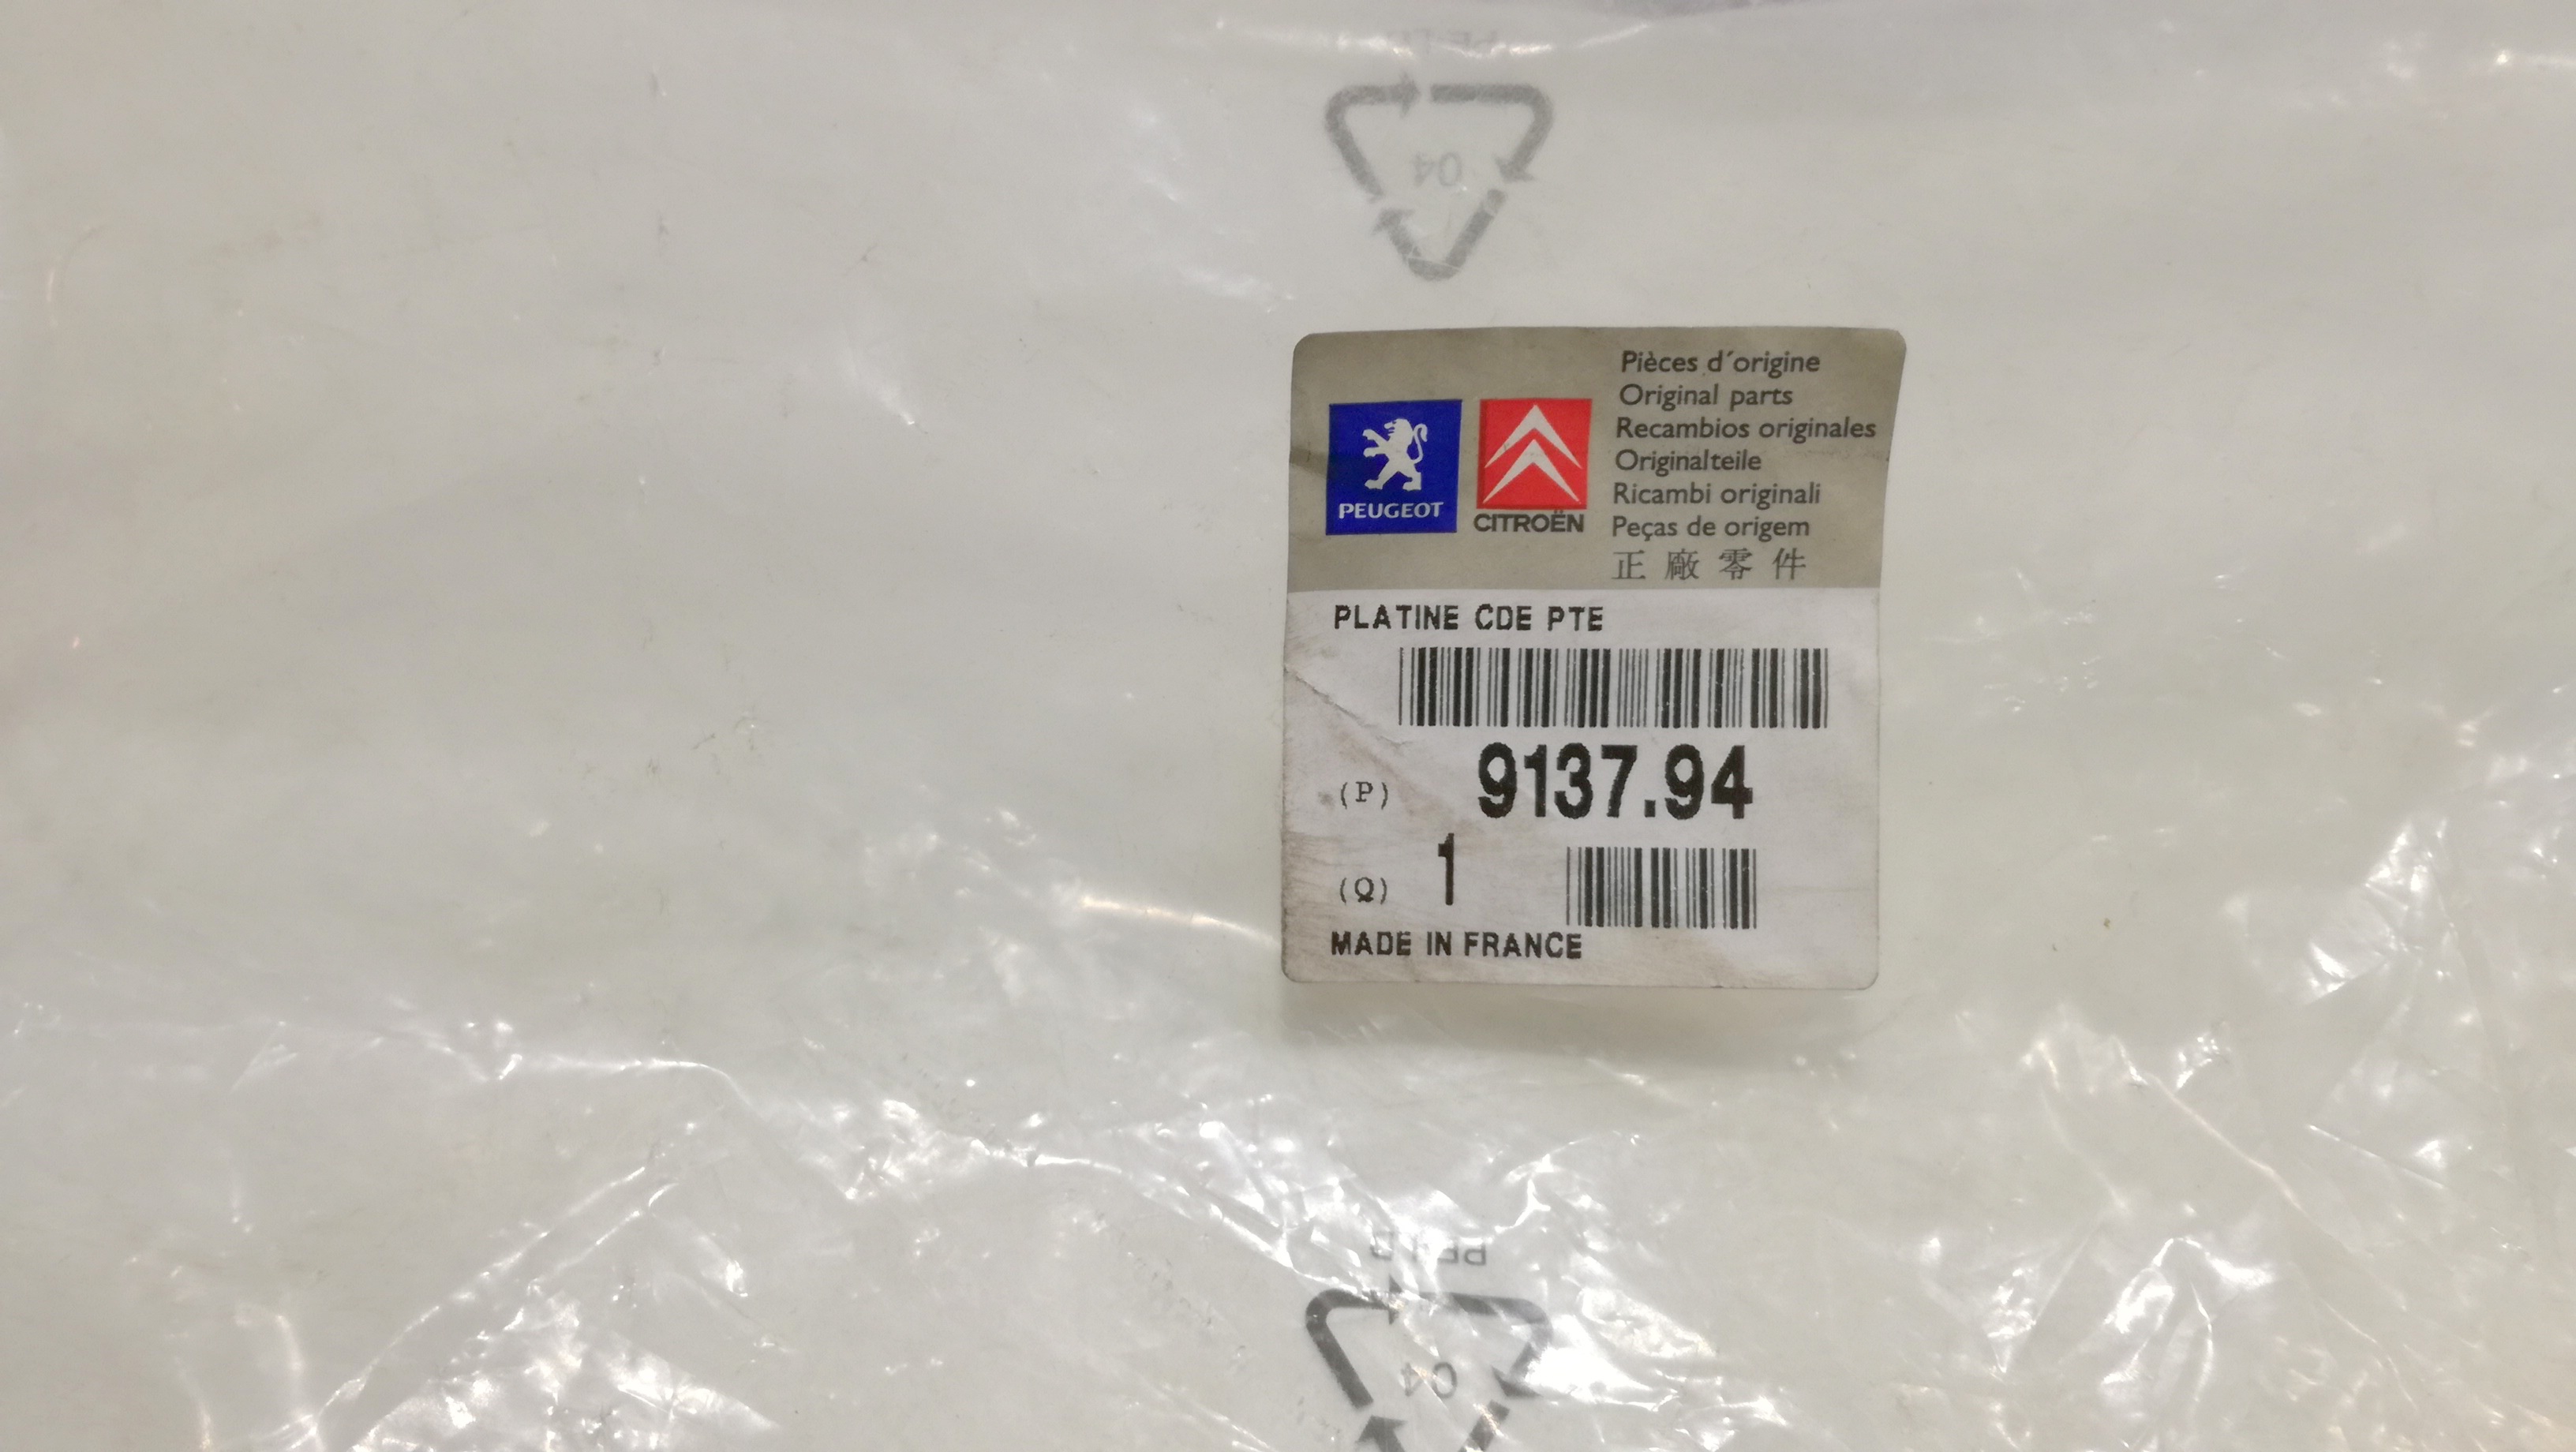 04
PEUGEOT
CITROËN
Pièces d´origine
Original parts
Recambios originales
Originalteile
Ricambi originali
Peças de origem
正廠零件
PLATINE CDE PTE
(P) 9137.94
(Q) 1
MADE IN FRANCE
04